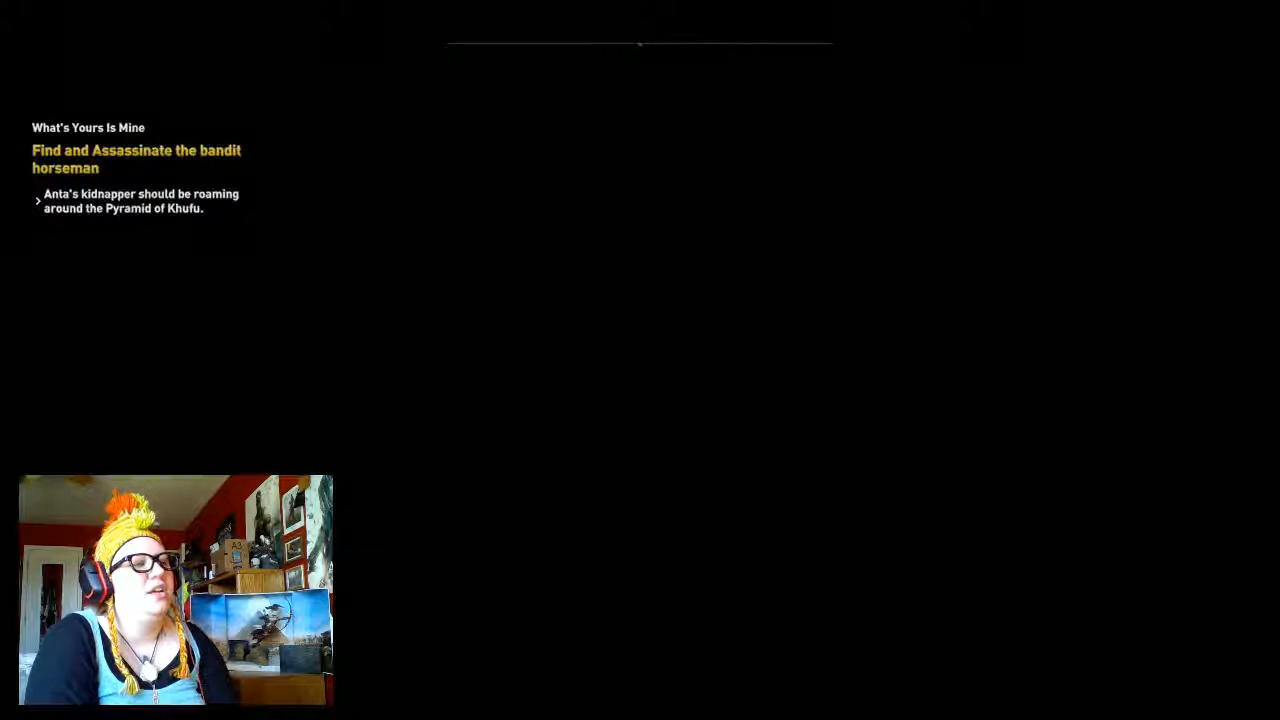 What's Yours Is Mine
Find and Assassinate the bandit
horseman
Anta's kidnapper should be roaming
around the Pyramid of Khufu.
A3